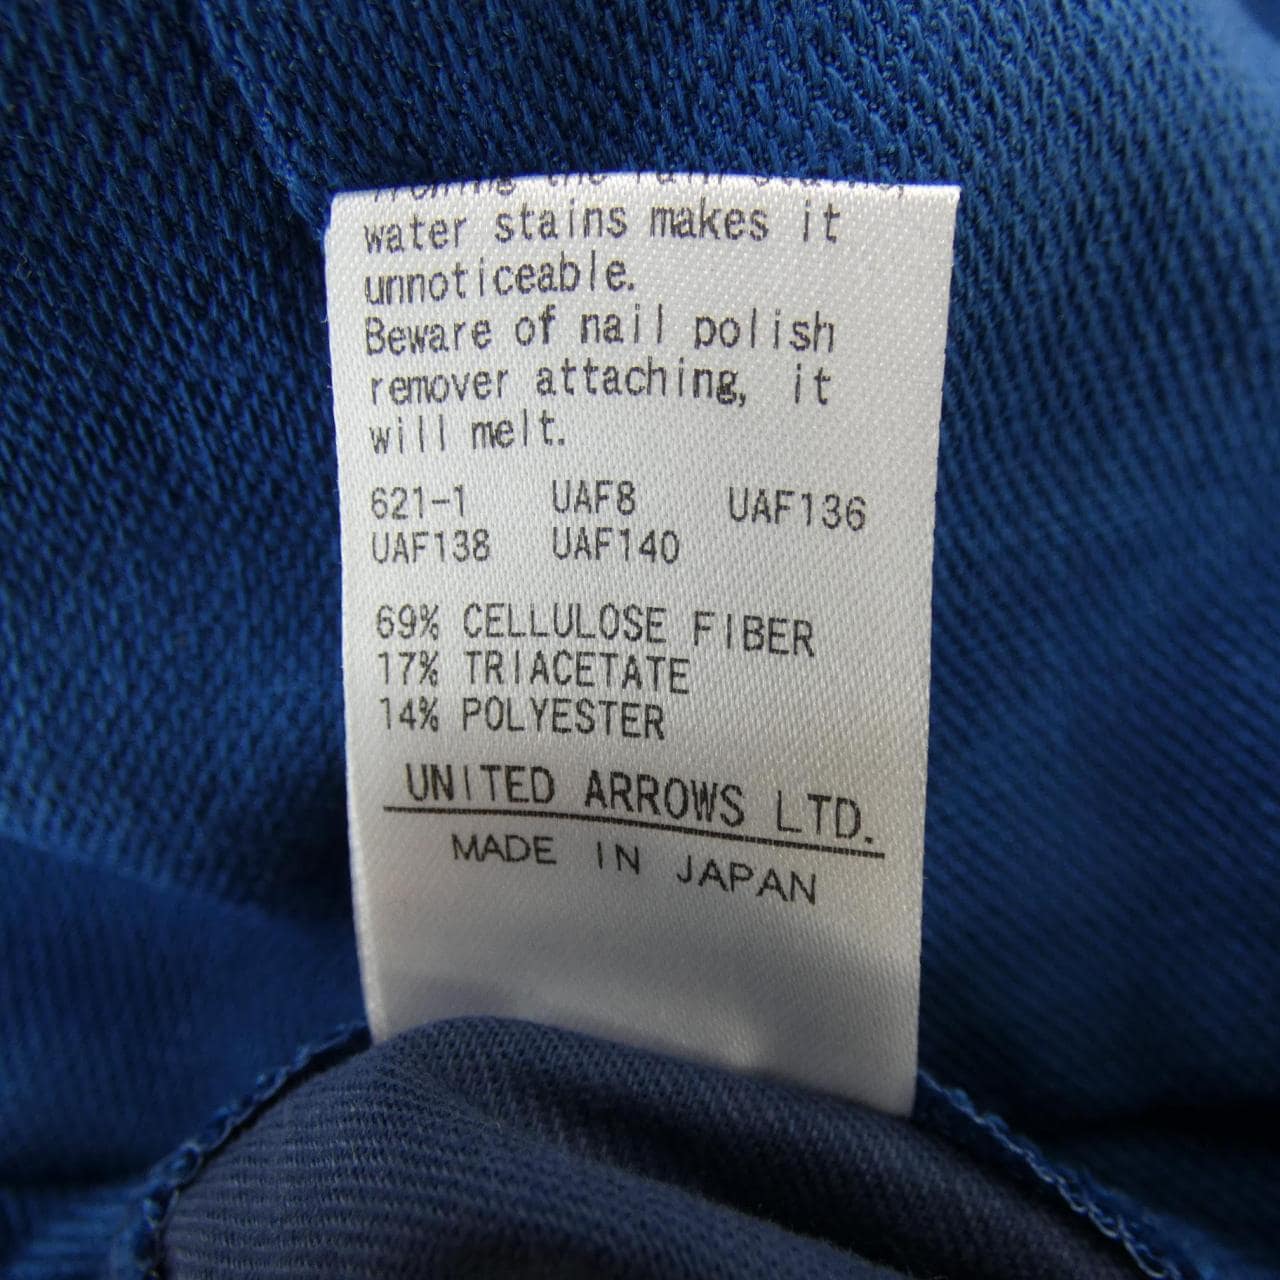 the
water stains makes it
unnoticeable.
Beware of nail polish
remover attaching, it
will melt.
621-1 UAF8 UAF136
UAF138 UAF140
69% CELLULOSE FIBER
17% TRIACETATE
14% POLYESTER
UNITED ARROWS LTD.
MADE IN JAPAN